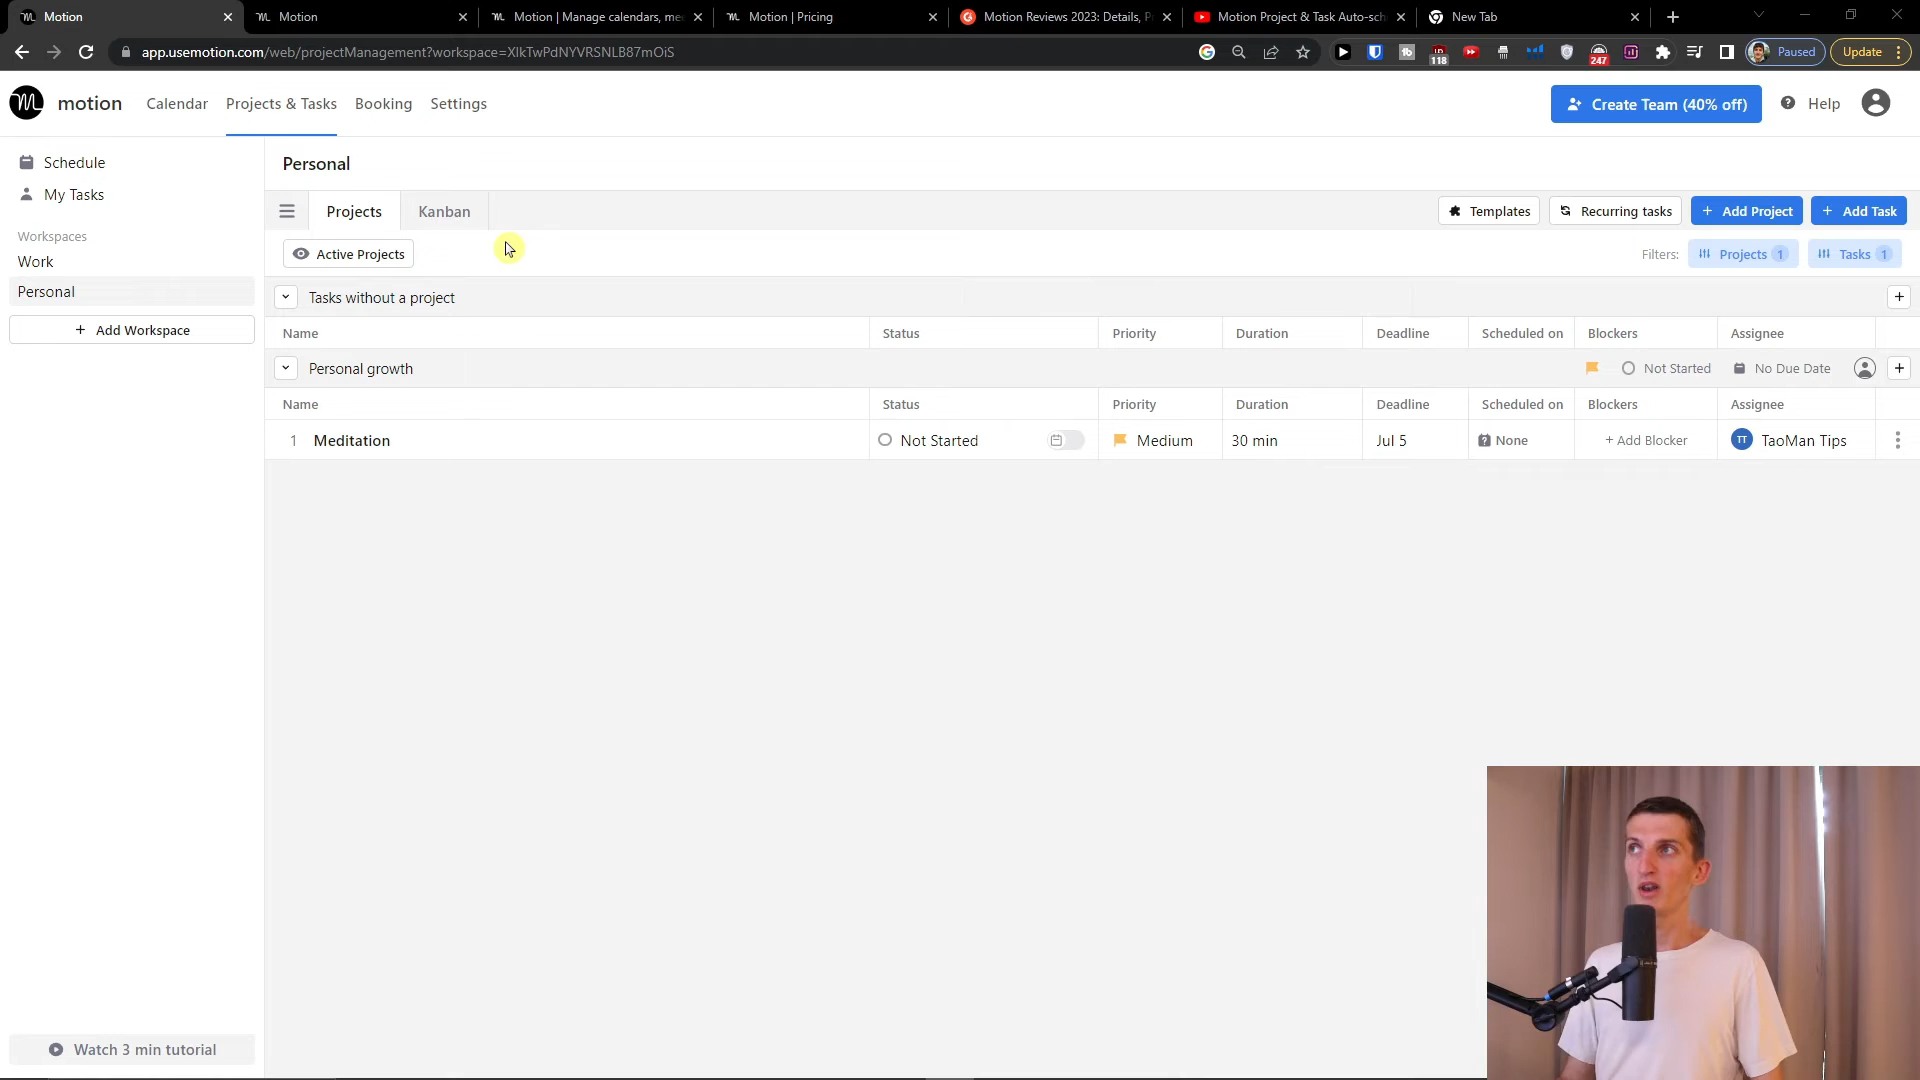 Motion
Motion
Motion | Manage calendars, me
Motion | Pricing
Motion Reviews 2023: Details, P
Motion Project & Task Auto-sch
New Tab
app.usemotion.com/web/projectManagement?workspace=XlkTwPdNYVRSNLB87mOiS
118
247
Paused
Update
motion
Calendar
Projects & Tasks
Booking
Settings
Create Team (40% off)
Help
Schedule
My Tasks
Workspaces
Work
Personal
+ Add Workspace
Watch 3 min tutorial
Personal
Projects
Kanban
Templates
Recurring tasks
+ Add Project
+ Add Task
Active Projects
Filters:
Projects 1
Tasks 1
Tasks without a project
Name Status Priority Duration Deadline Scheduled on Blockers Assignee
Personal growth
Not Started
No Due Date
Name Status Priority Duration Deadline Scheduled on Blockers Assignee
1 Meditation Not Started Medium 30 min Jul 5 None + Add Blocker TT TaoMan Tips